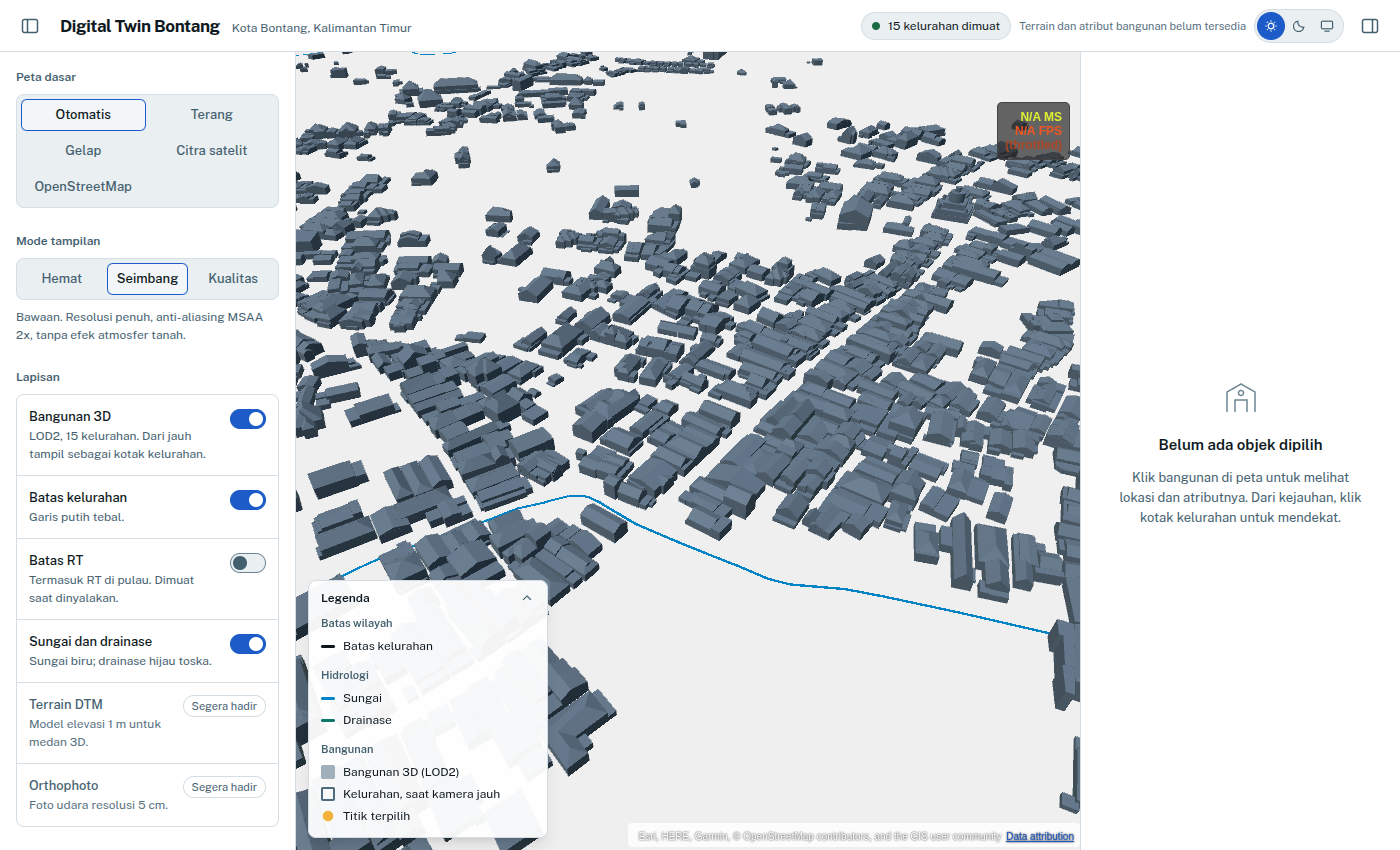 Digital Twin Bontang
Kota Bontang, Kalimantan Timur
15 kelurahan dimuat
Terrain dan atribut bangunan belum tersedia
Peta dasar
Otomatis
Terang
Gelap
Citra satelit
OpenStreetMap
Mode tampilan
Hemat
Seimbang
Kualitas
Bawaan. Resolusi penuh, anti-aliasing MSAA
2x, tanpa efek atmosfer tanah.
Lapisan
Bangunan 3D
LOD2, 15 kelurahan. Dari jauh
tampil sebagai kotak kelurahan.
Batas kelurahan
Garis putih tebal.
Batas RT
Termasuk RT di pulau. Dimuat
saat dinyalakan.
Sungai dan drainase
Sungai biru; drainase hijau toska.
Terrain DTM
Segera hadir
Model elevasi 1 m untuk
medan 3D.
Orthophoto
Segera hadir
Foto udara resolusi 5 cm.
N/A MS
N/A FPS
(throttled)
Legenda
Batas wilayah
Batas kelurahan
Hidrologi
Sungai
Drainase
Bangunan
Bangunan 3D (LOD2)
Kelurahan, saat kamera jauh
Titik terpilih
Esri, HERE, Garmin, © OpenStreetMap contributors, and the GIS user community Data attribution
Belum ada objek dipilih
Klik bangunan di peta untuk melihat
lokasi dan atributnya. Dari kejauhan, klik
kotak kelurahan untuk mendekat.